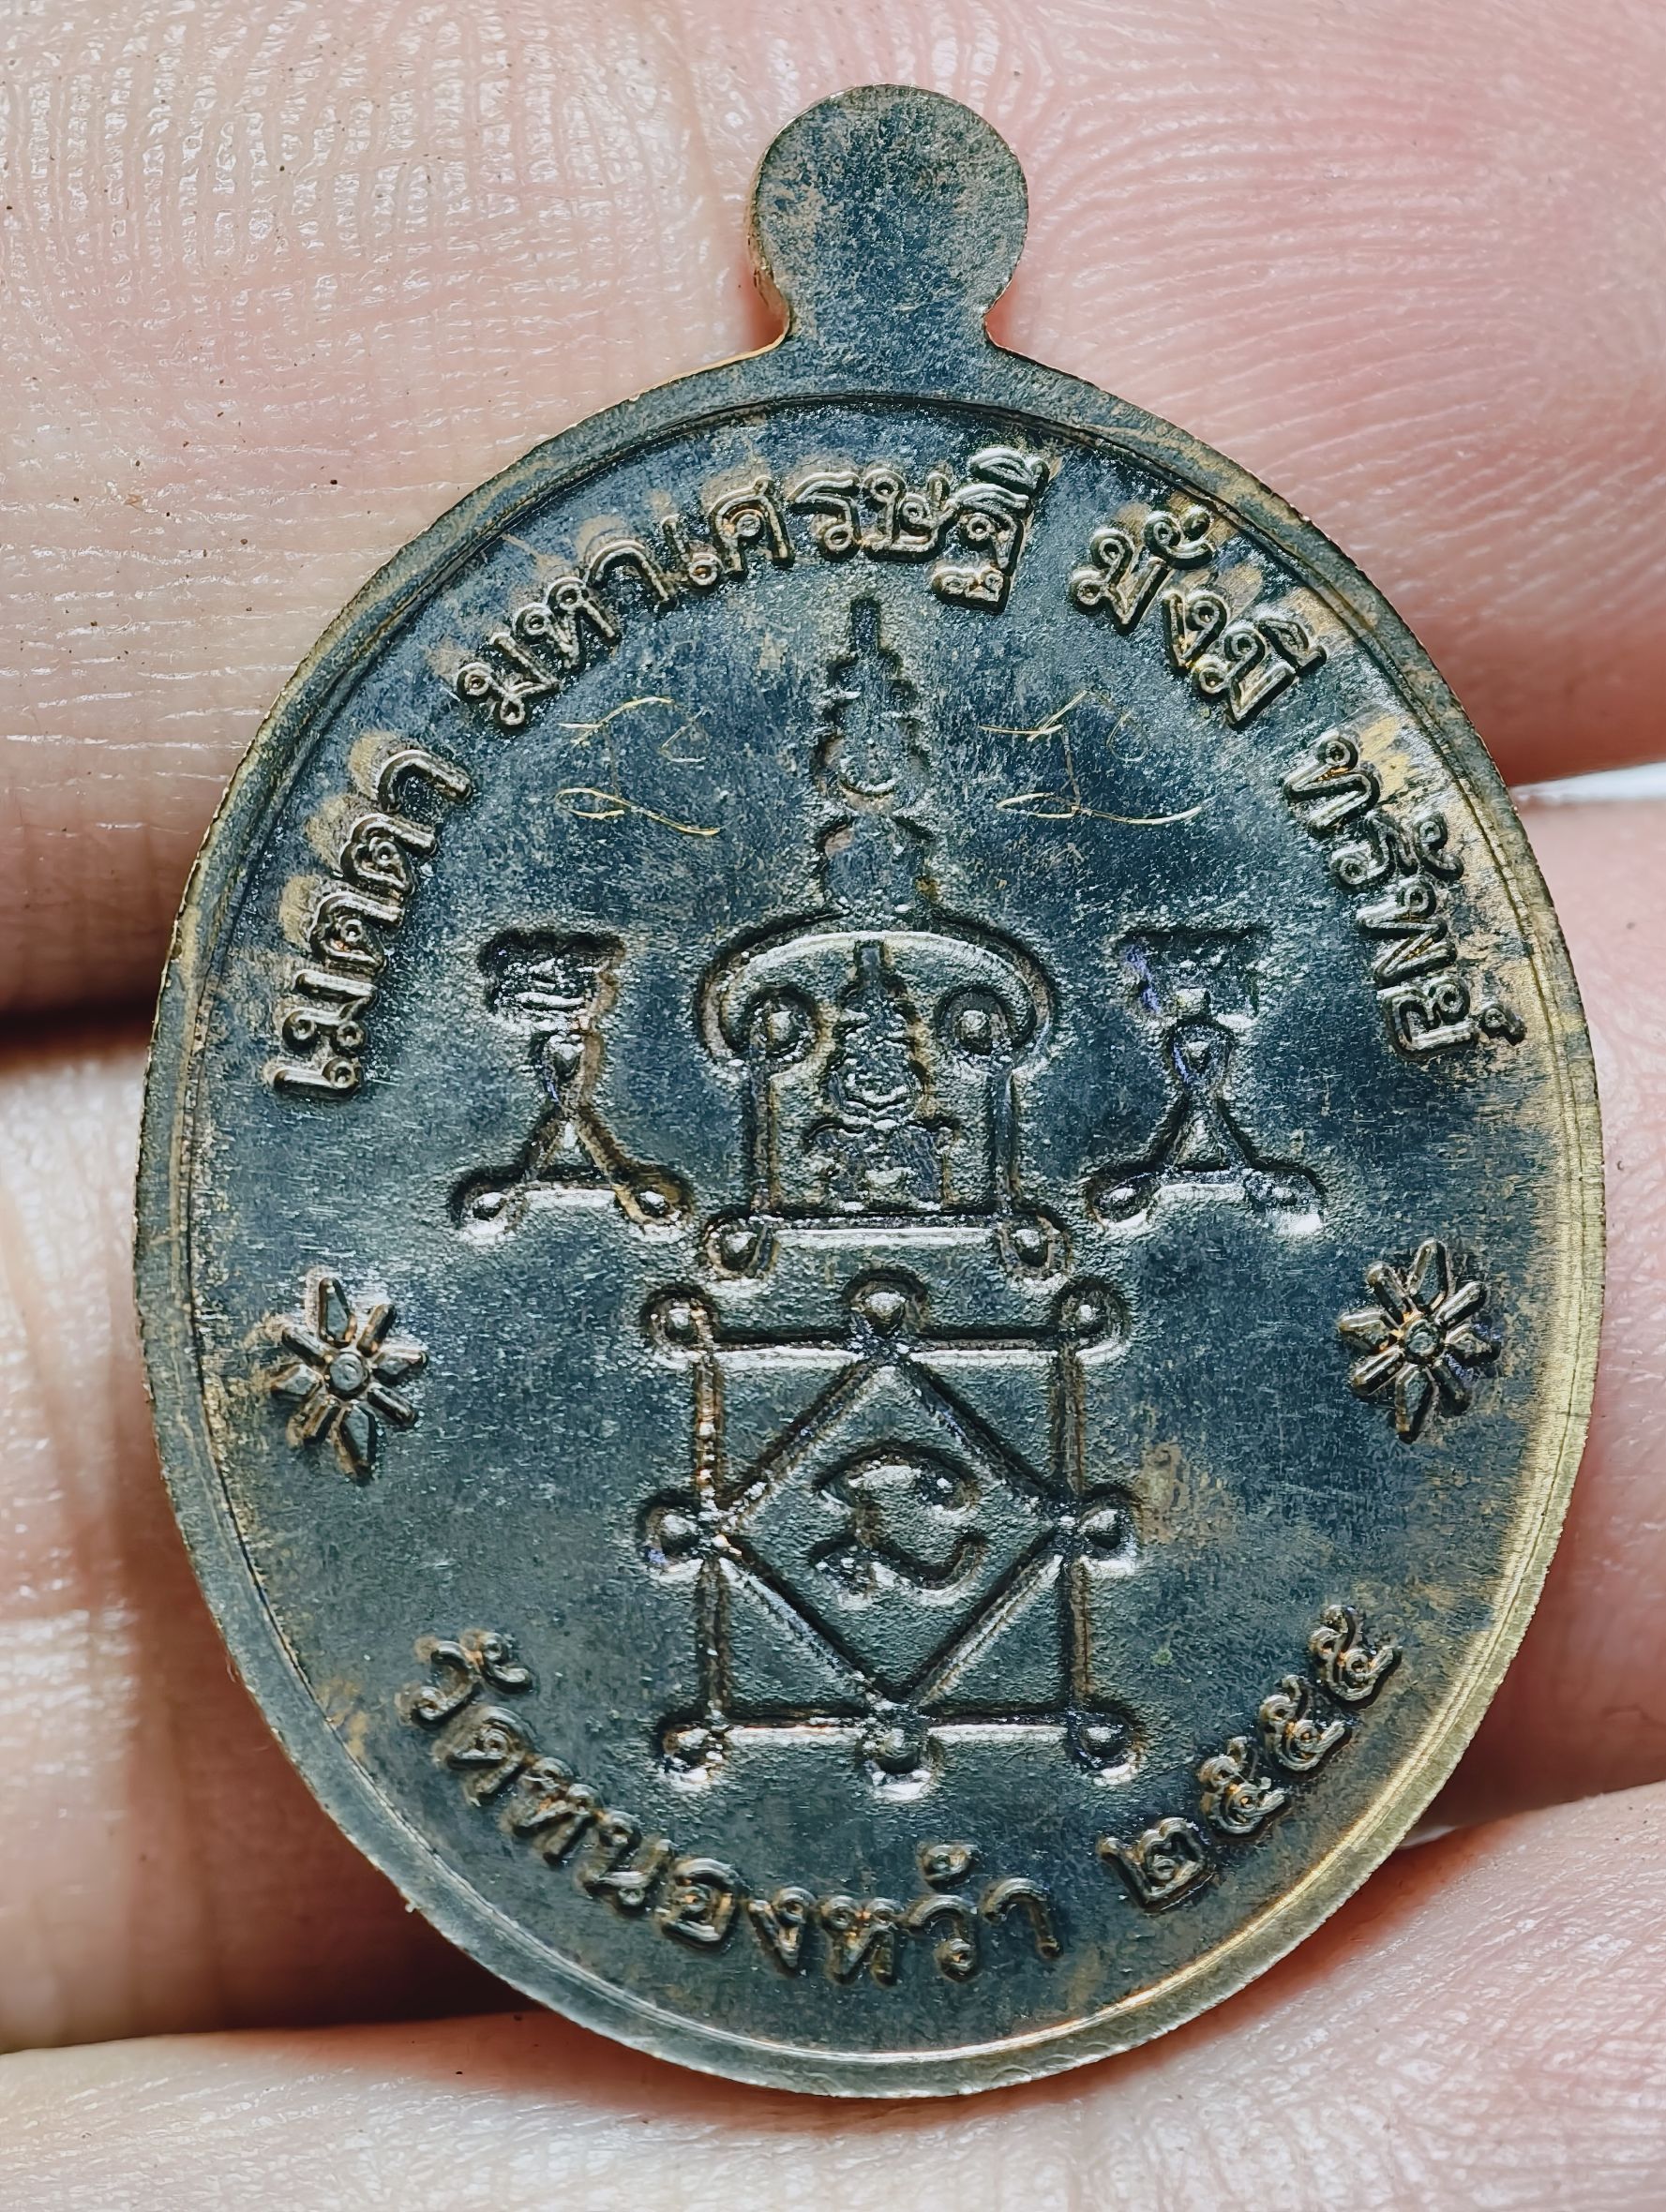 เมตตา มหาเศรษฐี มั่งมี ทรัพย์
วัดหนองหว้า ๒๕๕๕